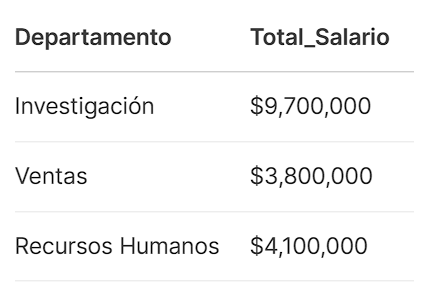 Departamento Total_Salario
Investigación $9,700,000
Ventas $3,800,000
Recursos Humanos $4,100,000